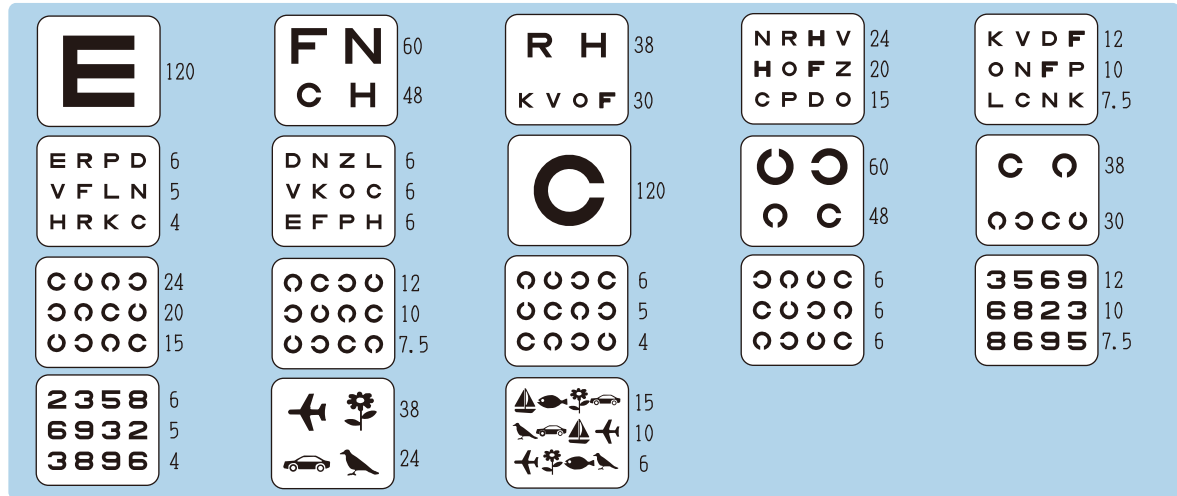 E 120
F N 60
C H 48
R H 38
K V O F 30
N R H V 24
H O F Z 20
C P D O 15
K V D F 12
O N F P 10
L C N K 7.5
E R P D 6
V F L N 5
H R K C 4
D N Z L 6
V K O C 6
E F P H 6
120
60
48
38
30
24
20
15
12
10
7.5
6
5
4
6
6
6
3 5 6 9 12
6 8 2 3 10
8 6 9 5 7.5
2 3 5 8 6
6 9 3 2 5
3 8 9 6 4
38
24
15
10
6